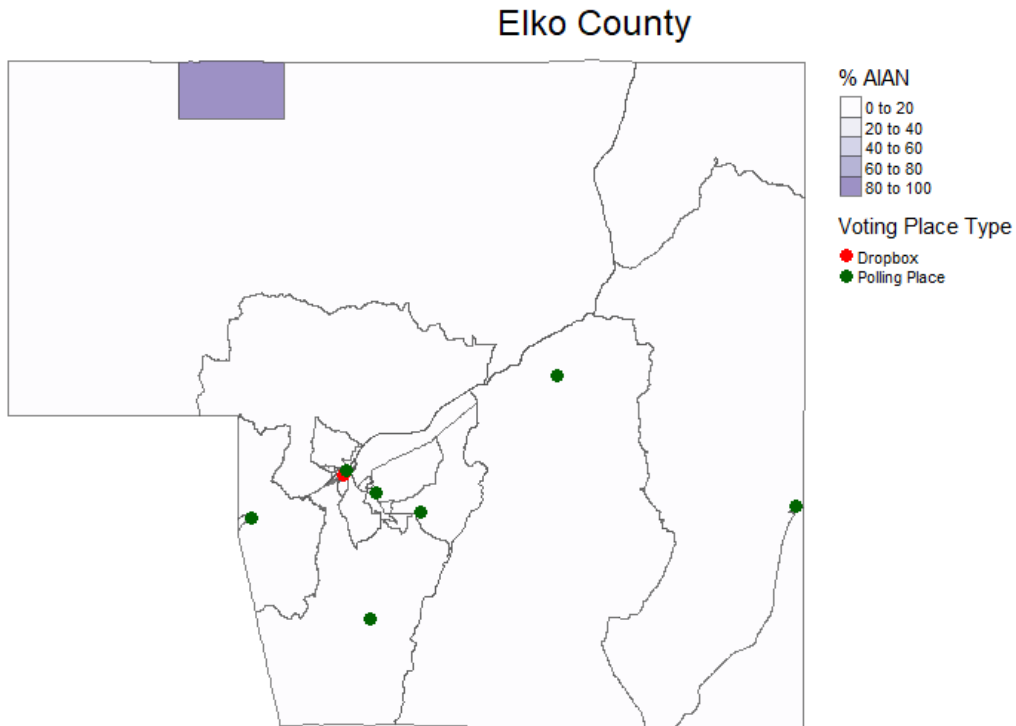 Elko County
% AIAN
0 to 20
20 to 40
40 to 60
60 to 80
80 to 100
Voting Place Type
Dropbox
Polling Place